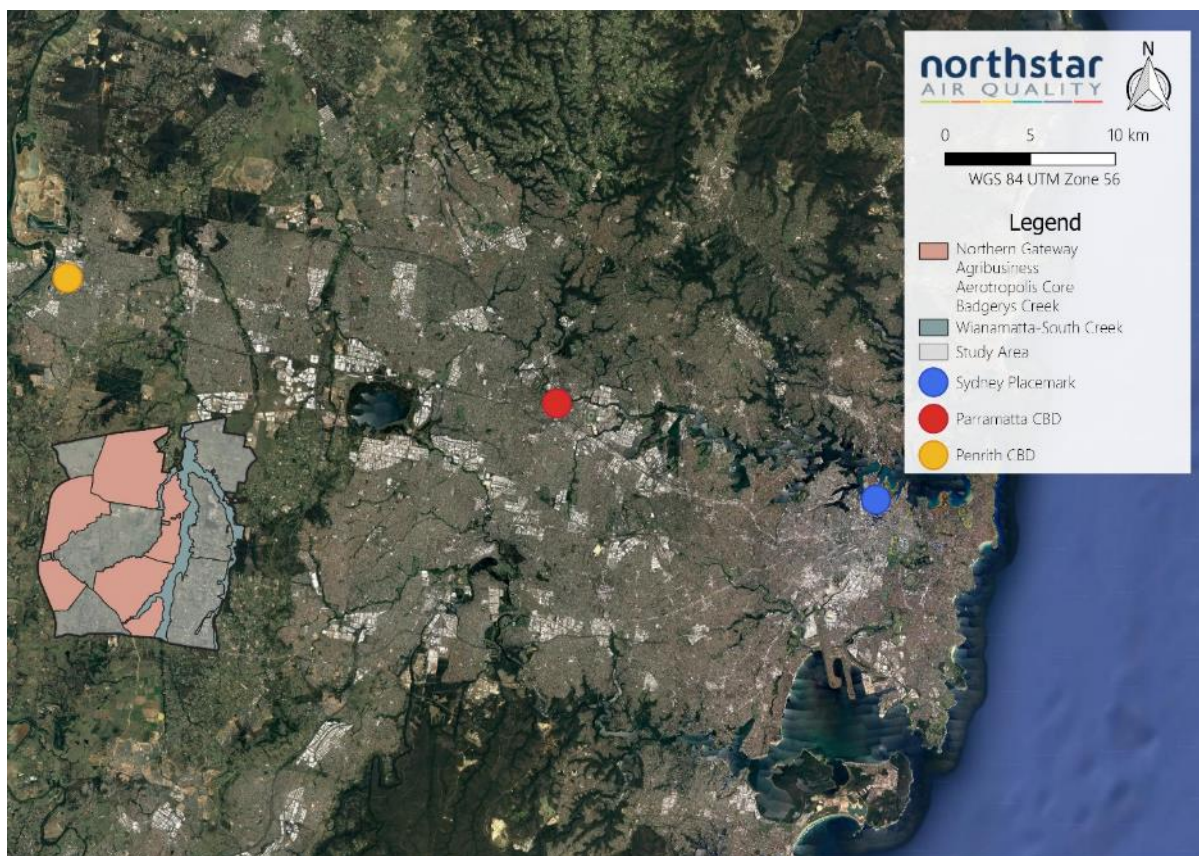 northstar
AIR QUALITY
N
0 5 10 km
WGS 84 UTM Zone 56
Legend
Northern Gateway
Agribusiness
Aerotropolis Core
Badgerys Creek
Wianamatta-South Creek
Study Area
Sydney Placemark
Parramatta CBD
Penrith CBD